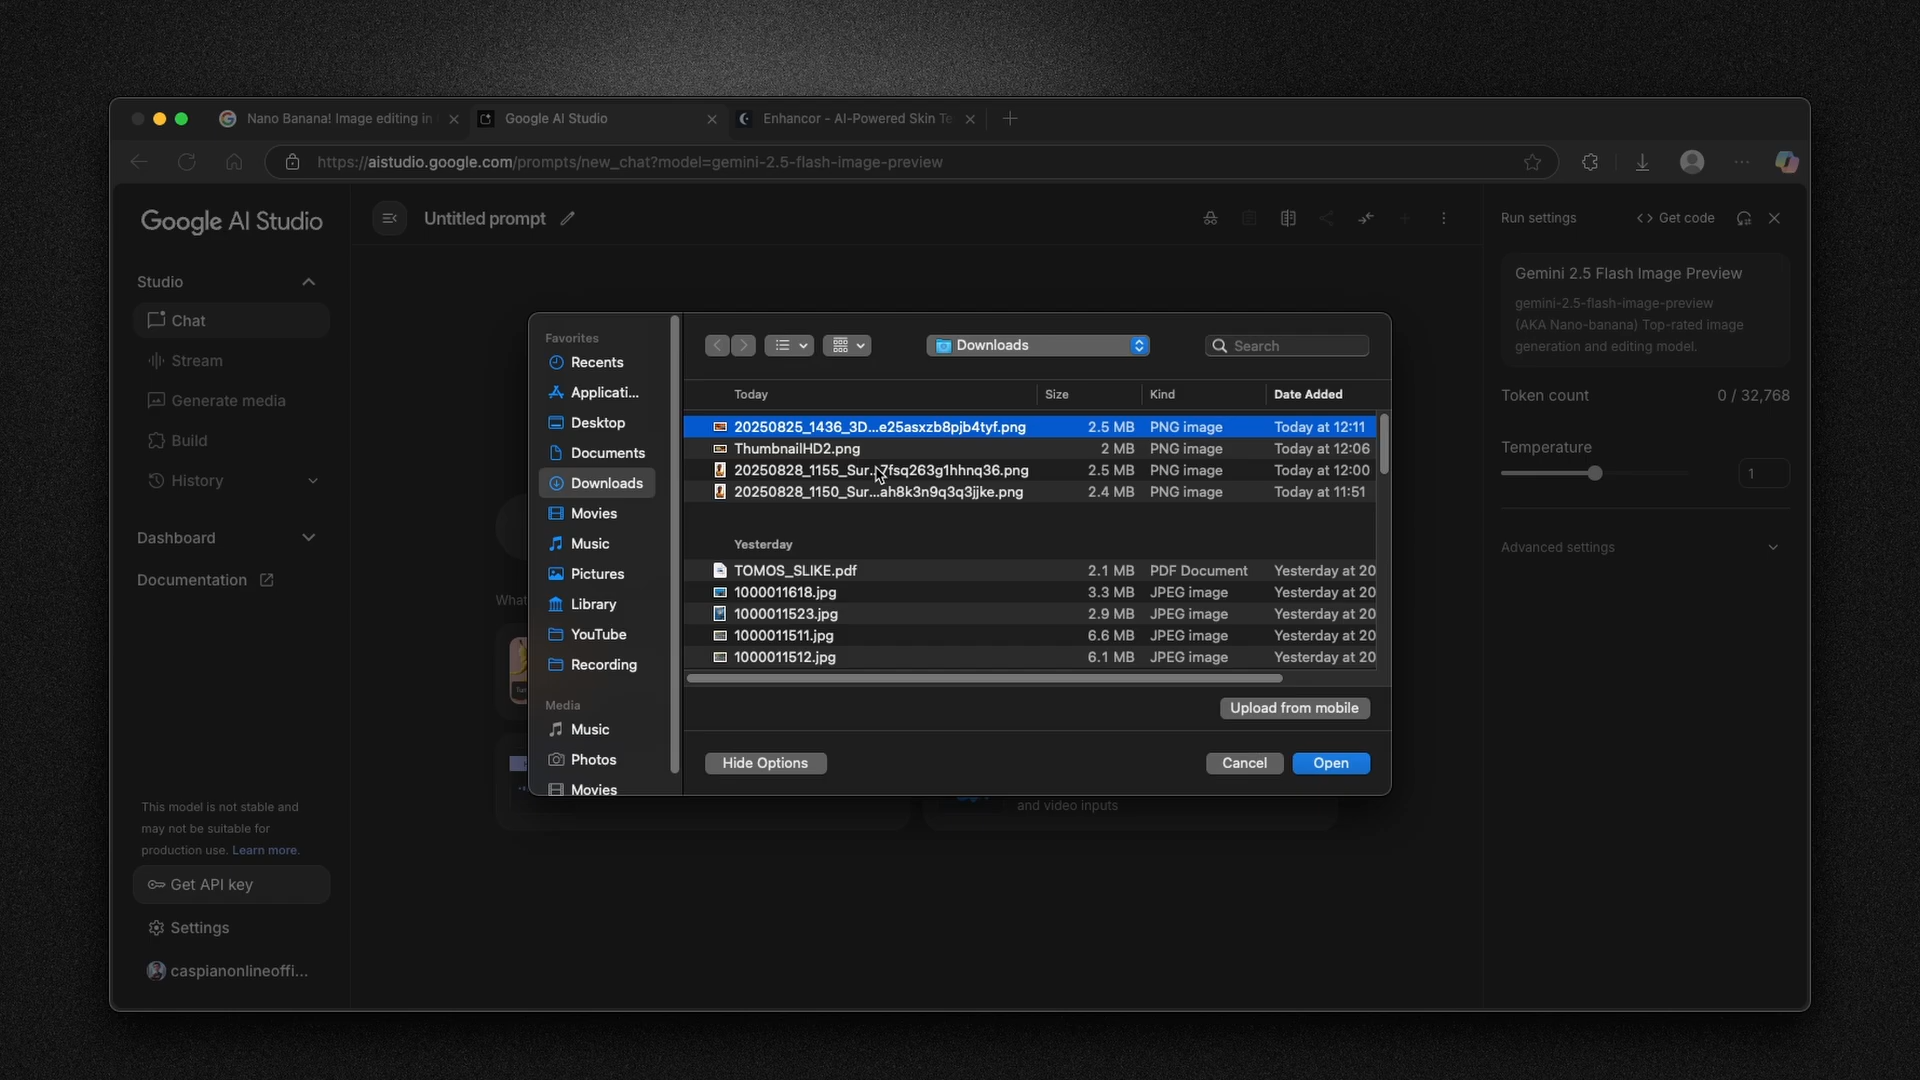 Nano Banana! Image editing in
Google AI Studio
Enhancor - AI-Powered Skin Te
https://aistudio.google.com/prompts/new_chat?model=gemini-2.5-flash-image-preview
Google AI Studio
Untitled prompt
Run settings
Get code
Studio
Chat
Stream
Generate media
Build
History
Dashboard
Documentation
This model is not stable and
may not be suitable for
production use. Learn more.
Get API key
Settings
caspianonlineoffi...
What
Favorites
Recents
Applicati...
Desktop
Documents
Downloads
Movies
Music
Pictures
Library
YouTube
Recording
Media
Music
Photos
Movies
Downloads
Search
Today Size Kind Date Added
20250825_1436_3D...e25asxzb8pjb4tyf.png 2.5 MB PNG image Today at 12:11
ThumbnailHD2.png 2 MB PNG image Today at 12:06
20250828_1155_Sur...7fsq263g1hhnq36.png 2.5 MB PNG image Today at 12:00
20250828_1150_Sur...ah8k3n9q3q3jjke.png 2.4 MB PNG image Today at 11:51
Yesterday
TOMOS_SLIKE.pdf 2.1 MB PDF Document Yesterday at 20
1000011618.jpg 3.3 MB JPEG image Yesterday at 20
1000011523.jpg 2.9 MB JPEG image Yesterday at 20
1000011511.jpg 6.6 MB JPEG image Yesterday at 20
1000011512.jpg 6.1 MB JPEG image Yesterday at 20
Upload from mobile
Hide Options
Cancel
Open
and video inputs
Gemini 2.5 Flash Image Preview
gemini-2.5-flash-image-preview
(AKA Nano-banana) Top-rated image
generation and editing model.
Token count 0 / 32,768
Temperature
1
Advanced settings